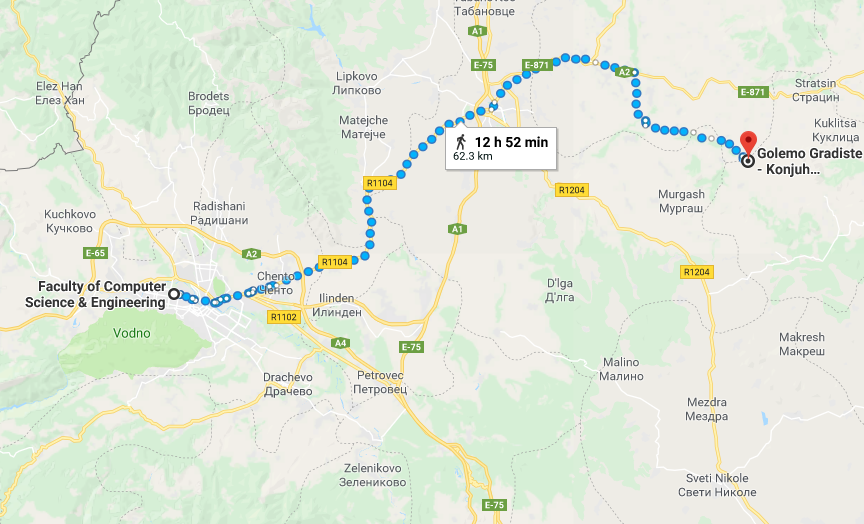 Табановце
A1
E-75
E-871
A2
Lipkovo
Липково
Elez Han
Елез Хан
Brodets
Бродец
E-871
Stratsin
Страцин
Matejche
Матејче
Kuklitsa
Куклица
12 h 52 min
62.3 km
Golemo Gradiste
- Konjuh...
R1104
R1204
Murgash
Мургаш
Radishani
Радишани
Kuchkovo
Кучково
A1
E-65
A2
R1104
R1204
Chento
Ченто
Faculty of Computer
Science & Engineering
D'lga
Д'лга
Ilinden
Илинден
R1102
Vodno
A4
E-75
Makresh
Макреш
Malino
Малино
Petrovec
Петровец
Drachevo
Драчево
Mezdra
Мездра
Zelenikovo
Зелениково
Sveti Nikole
Свети Николе
E-75